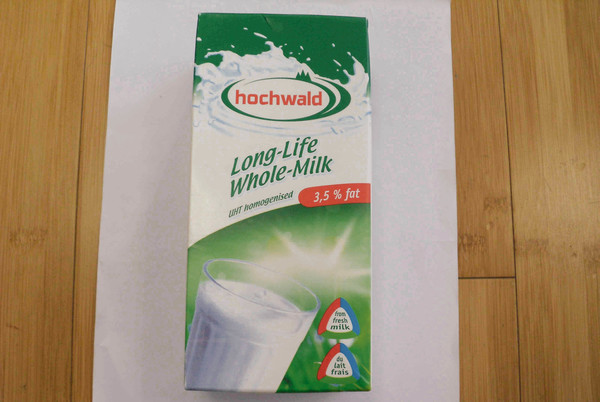 hochwald
Long-Life
Whole-Milk
UHT homogenised
3,5 % fat
from
fresh
milk
du
lait
frais